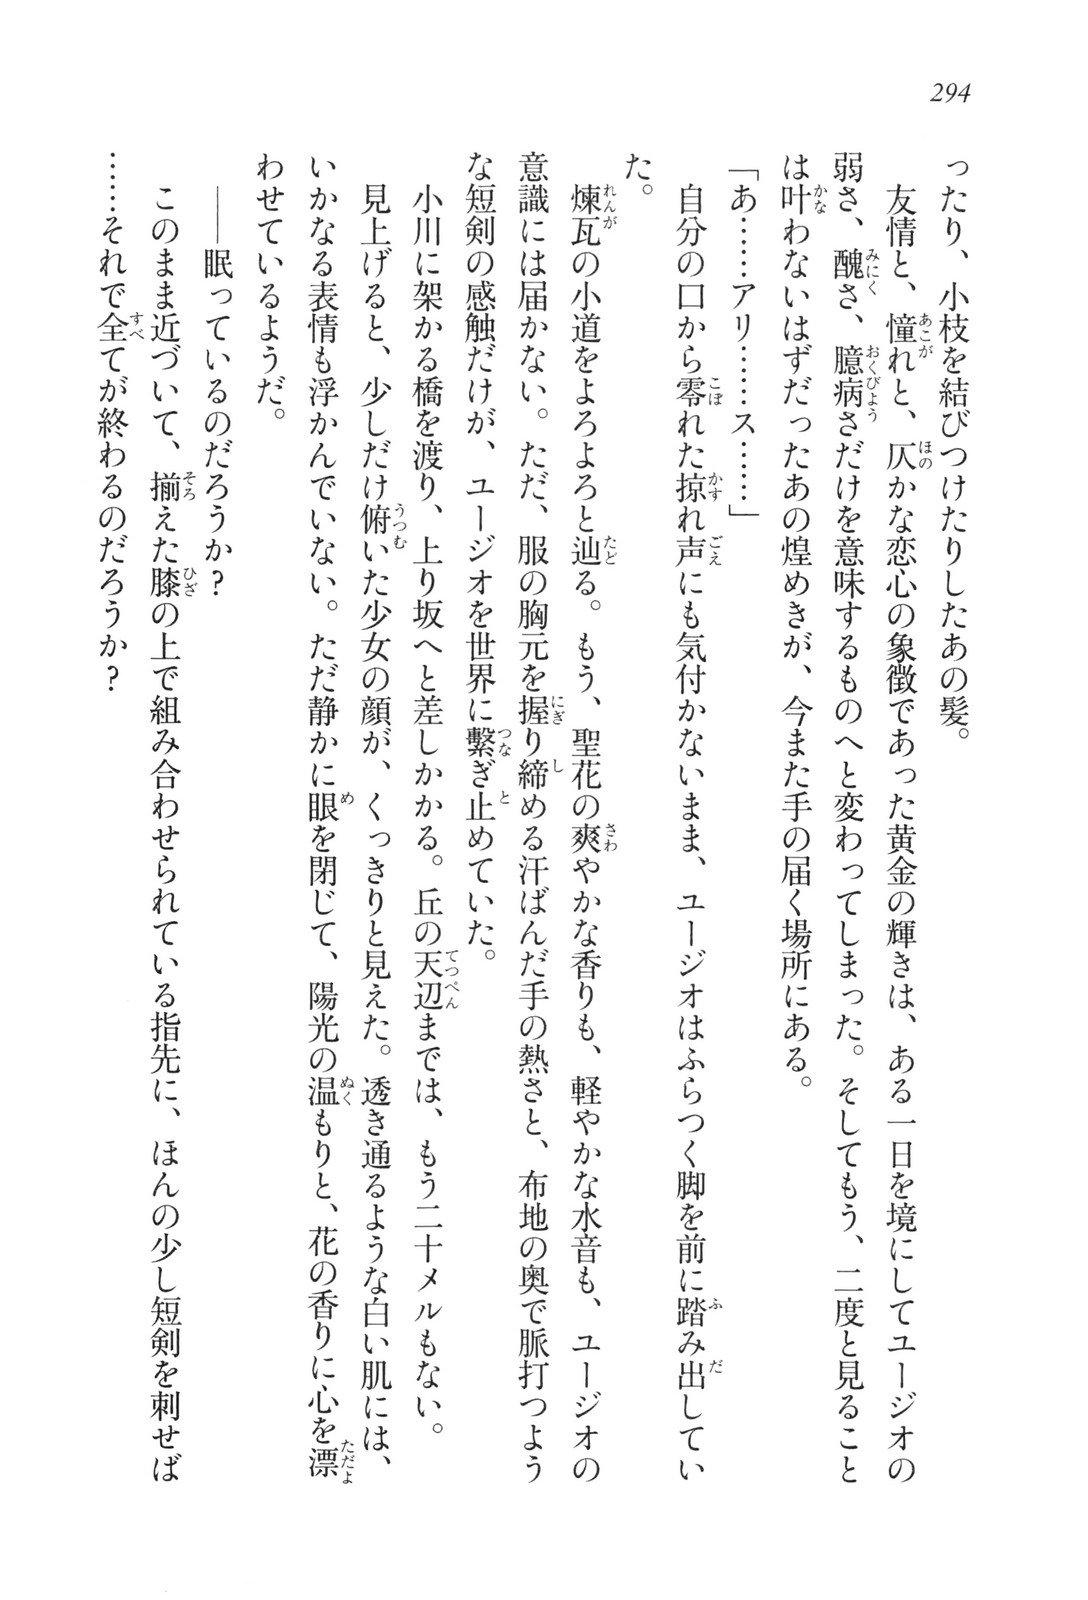 294
ったり、小枝を結びつけたりしたあの髪。
　友情と、憧れと、仄かな恋心の象徴であった黄金の輝きは、ある一日を境にしてユージオの
弱さ、醜さ、臆病さだけを意味するものへと変わってしまった。そしてもう、二度と見ること
は叶わないはずだったあの煌めきが、今また手の届く場所にある。
「あ……アリ……ス……」
　自分の口から零れた掠れ声にも気付かないまま、ユージオはふらつく脚を前に踏み出してい
た。
　煉瓦の小道をよろよろと辿る。もう、聖花の爽やかな香りも、軽やかな水音も、ユージオの
意識には届かない。ただ、服の胸元を握り締める汗ばんだ手の熱さと、布地の奥で脈打つよう
な短剣の感触だけが、ユージオを世界に繋ぎ止めていた。
　小川に架かる橋を渡り、上り坂へと差しかかる。丘の天辺までは、もう二十メルもない。
　見上げると、少しだけ俯いた少女の顔が、くっきりと見えた。透き通るような白い肌には、
いかなる表情も浮かんでいない。ただ静かに眼を閉じて、陽光の温もりと、花の香りに心を漂
わせているようだ。
　――眠っているのだろうか？
　このまま近づいて、揃えた膝の上で組み合わせられている指先に、ほんの少し短剣を刺せば
……それで全てが終わるのだろうか？